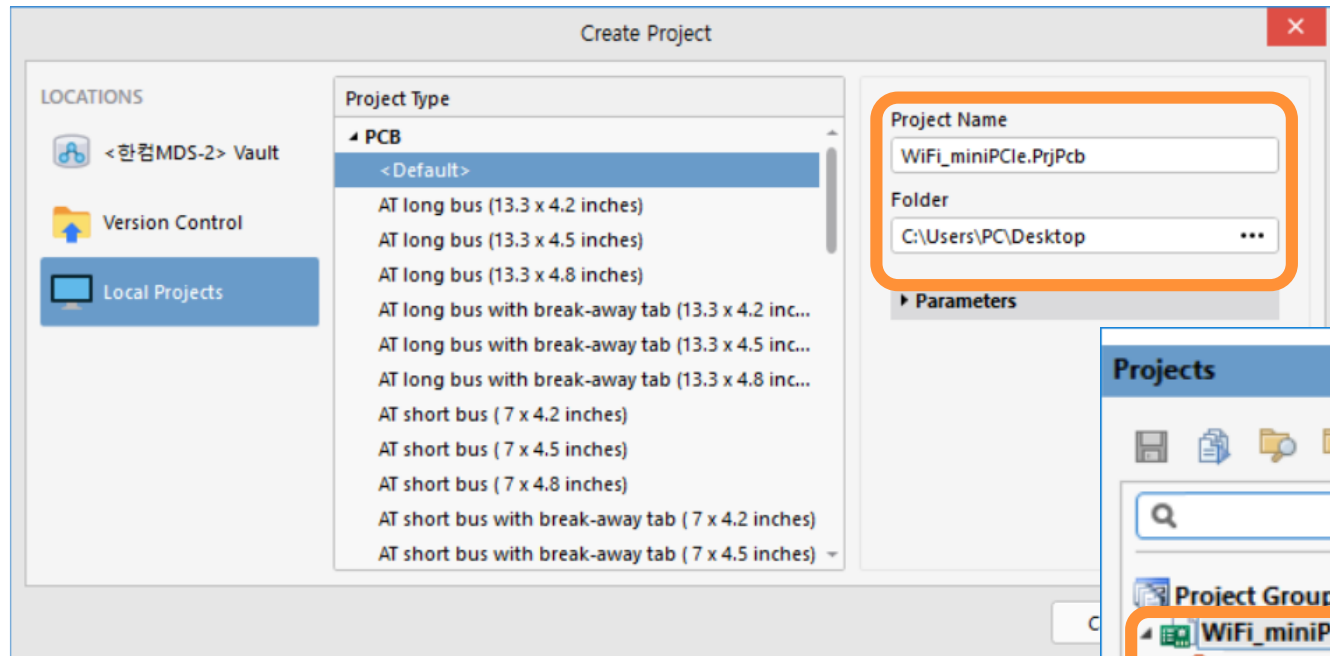 Create Project
LOCATIONS
<한컴MDS-2> Vault
Version Control
Local Projects
Project Type
PCB
<Default>
AT long bus (13.3 x 4.2 inches)
AT long bus (13.3 x 4.5 inches)
AT long bus (13.3 x 4.8 inches)
AT long bus with break-away tab (13.3 x 4.2 inc...
AT long bus with break-away tab (13.3 x 4.5 inc...
AT long bus with break-away tab (13.3 x 4.8 inc...
AT short bus ( 7 x 4.2 inches)
AT short bus ( 7 x 4.5 inches)
AT short bus ( 7 x 4.8 inches)
AT short bus with break-away tab ( 7 x 4.2 inches)
AT short bus with break-away tab ( 7 x 4.5 inches)
Project Name
WiFi_miniPCIe.PrjPcb
Folder
C:\Users\PC\Desktop
Parameters
C
Projects
Project Group
WiFi_miniP